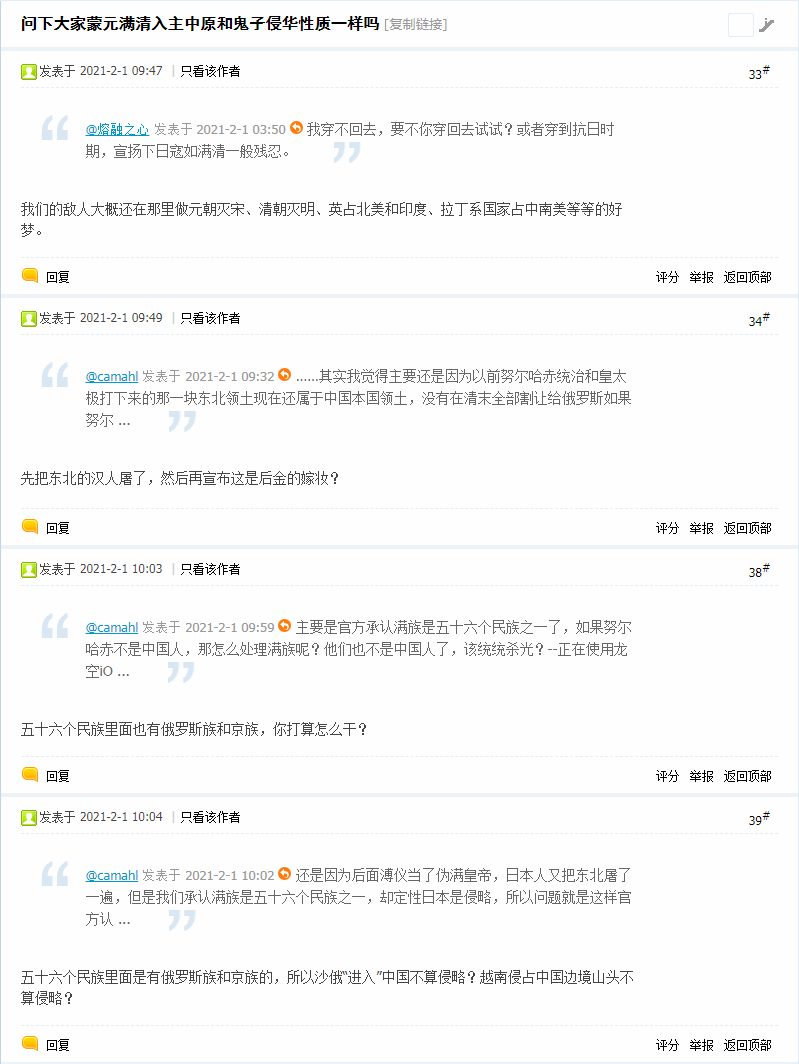 问下大家蒙元满清入主中原和鬼子侵华性质一样吗 [复制链接]
发表于 2021-2-1 09:47 | 只看该作者 33#
@熔融之心 发表于 2021-2-1 03:50 我穿不回去，要不你穿回去试试？或者穿到抗日时
期，宣扬下日寇如满清一般残忍。
我们的敌人大概还在那里做元朝灭宋、清朝灭明、英占北美和印度、拉丁系国家占中南美等等的好
梦。
回复 评分 举报 返回顶部
发表于 2021-2-1 09:49 | 只看该作者 34#
@camahl 发表于 2021-2-1 09:32 ......其实我觉得主要还是因为以前努尔哈赤统治和皇太
极打下来的那一块东北领土现在还属于中国本国领土，没有在清末全部割让给俄罗斯如果
努尔 ...
先把东北的汉人屠了，然后再宣布这是后金的嫁妆？
回复 评分 举报 返回顶部
发表于 2021-2-1 10:03 | 只看该作者 38#
@camahl 发表于 2021-2-1 09:59 主要是官方承认满族是五十六个民族之一了，如果努尔
哈赤不是中国人，那怎么处理满族呢？他们也不是中国人了，该统统杀光？--正在使用龙
空iO ...
五十六个民族里面也有俄罗斯族和京族，你打算怎么干？
回复 评分 举报 返回顶部
发表于 2021-2-1 10:04 | 只看该作者 39#
@camahl 发表于 2021-2-1 10:02 还是因为后面溥仪当了伪满皇帝，日本人又把东北屠了
一遍，但是我们承认满族是五十六个民族之一，却定性日本是侵略，所以问题就是这样官
方认 ...
五十六个民族里面是有俄罗斯族和京族的，所以沙俄“进入”中国不算侵略？越南侵占中国边境山头不
算侵略？
回复 评分 举报 返回顶部